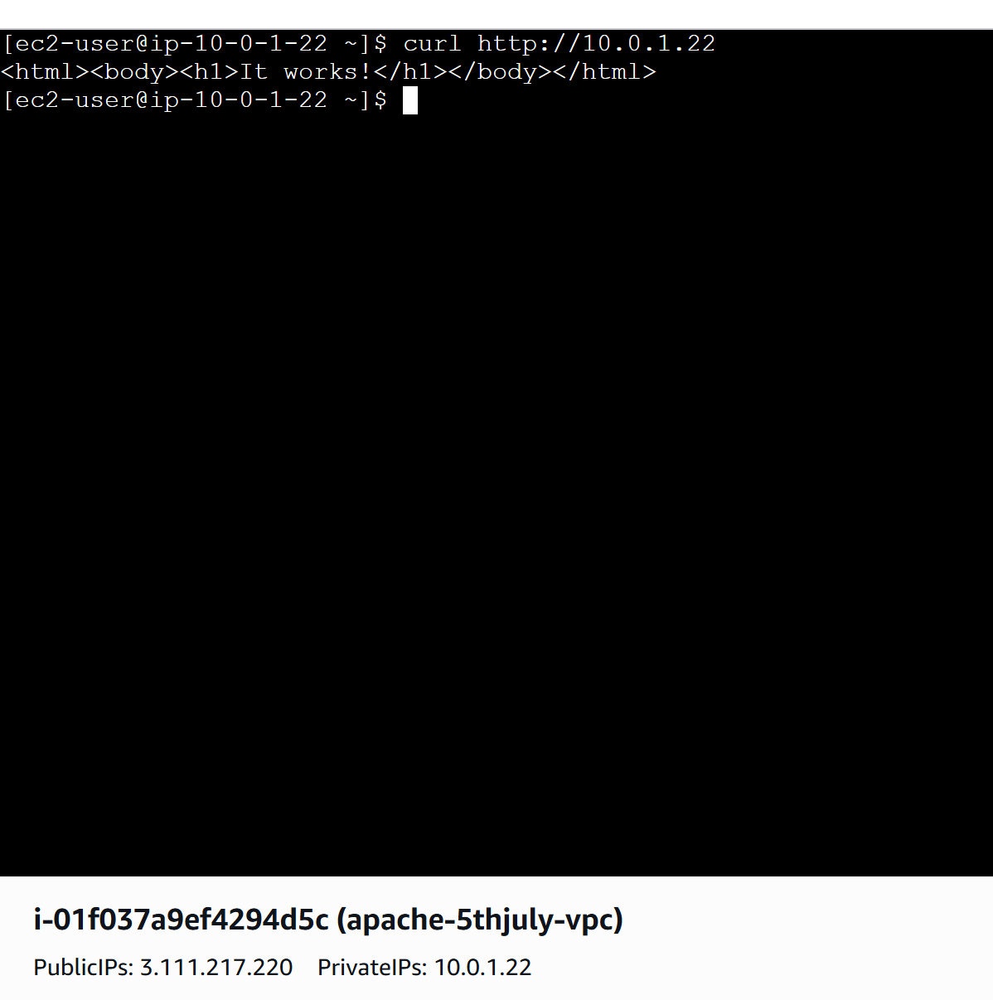 [ec2-user@ip-10-0-1-22 ~]$ curl http://10.0.1.22
<html><body><h1>It works!</h1></body></html>
[ec2-user@ip-10-0-1-22 ~]$
i-01f037a9ef4294d5c (apache-5thjuly-vpc)
PublicIPs: 3.111.217.220 PrivateIPs: 10.0.1.22